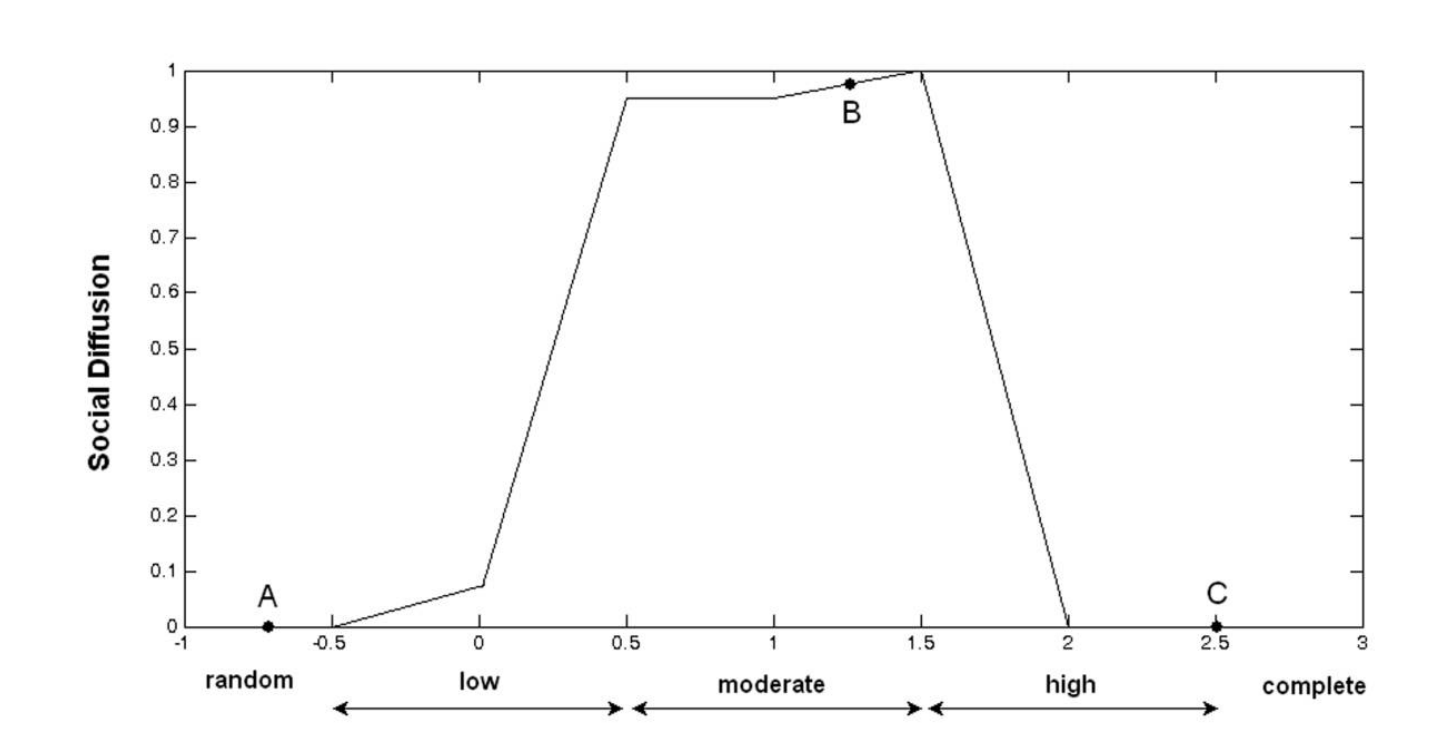 1
0.9
B
0.8
0.7
0.6
Social Diffusion
0.5
0.4
0.3
0.2
0.1
A
C
0
-1 -0.5 0 0.5 1 1.5 2 2.5 3
random low moderate high complete